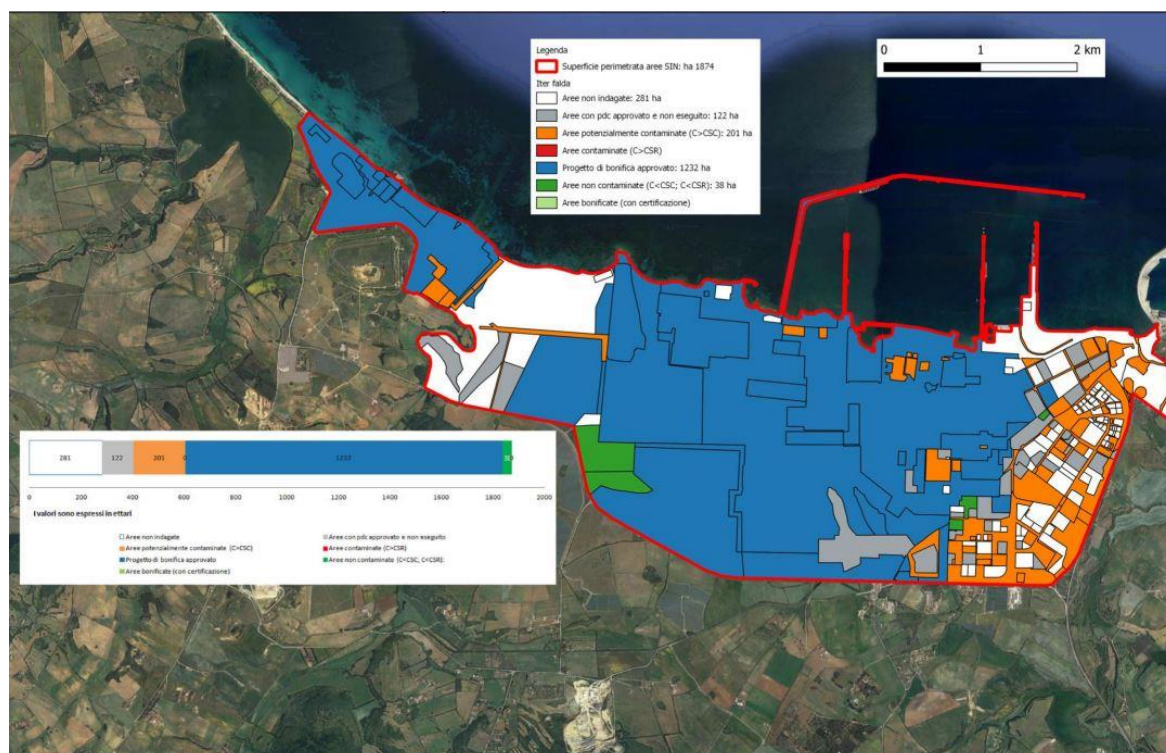 Legenda
Superficie perimetrata aree SIN: ha 1874
Iter falda
Aree non indagate: 281 ha
Aree con pdc approvato e non eseguito: 122 ha
Aree potenzialmente contaminate (C>CSC): 201 ha
Aree contaminate (C>CSR)
Progetto di bonifica approvato: 1232 ha
Aree non contaminate (C<CSC; C<CSR): 38 ha
Aree bonificate (con certificazione)
0 1 2 km
281 122 201 0 1232
0 200 400 600 800 1000 1200 1400 1600 1800 2000
I valori sono espressi in ettari
Aree non indagate Aree con pdc approvato e non eseguito
Aree potenzialmente contaminate (C>CSC) Aree contaminate (C>CSR)
Progetto di bonifica approvato Aree non contaminate (C<CSC; C<CSR):
Aree bonificate (con certificazione)